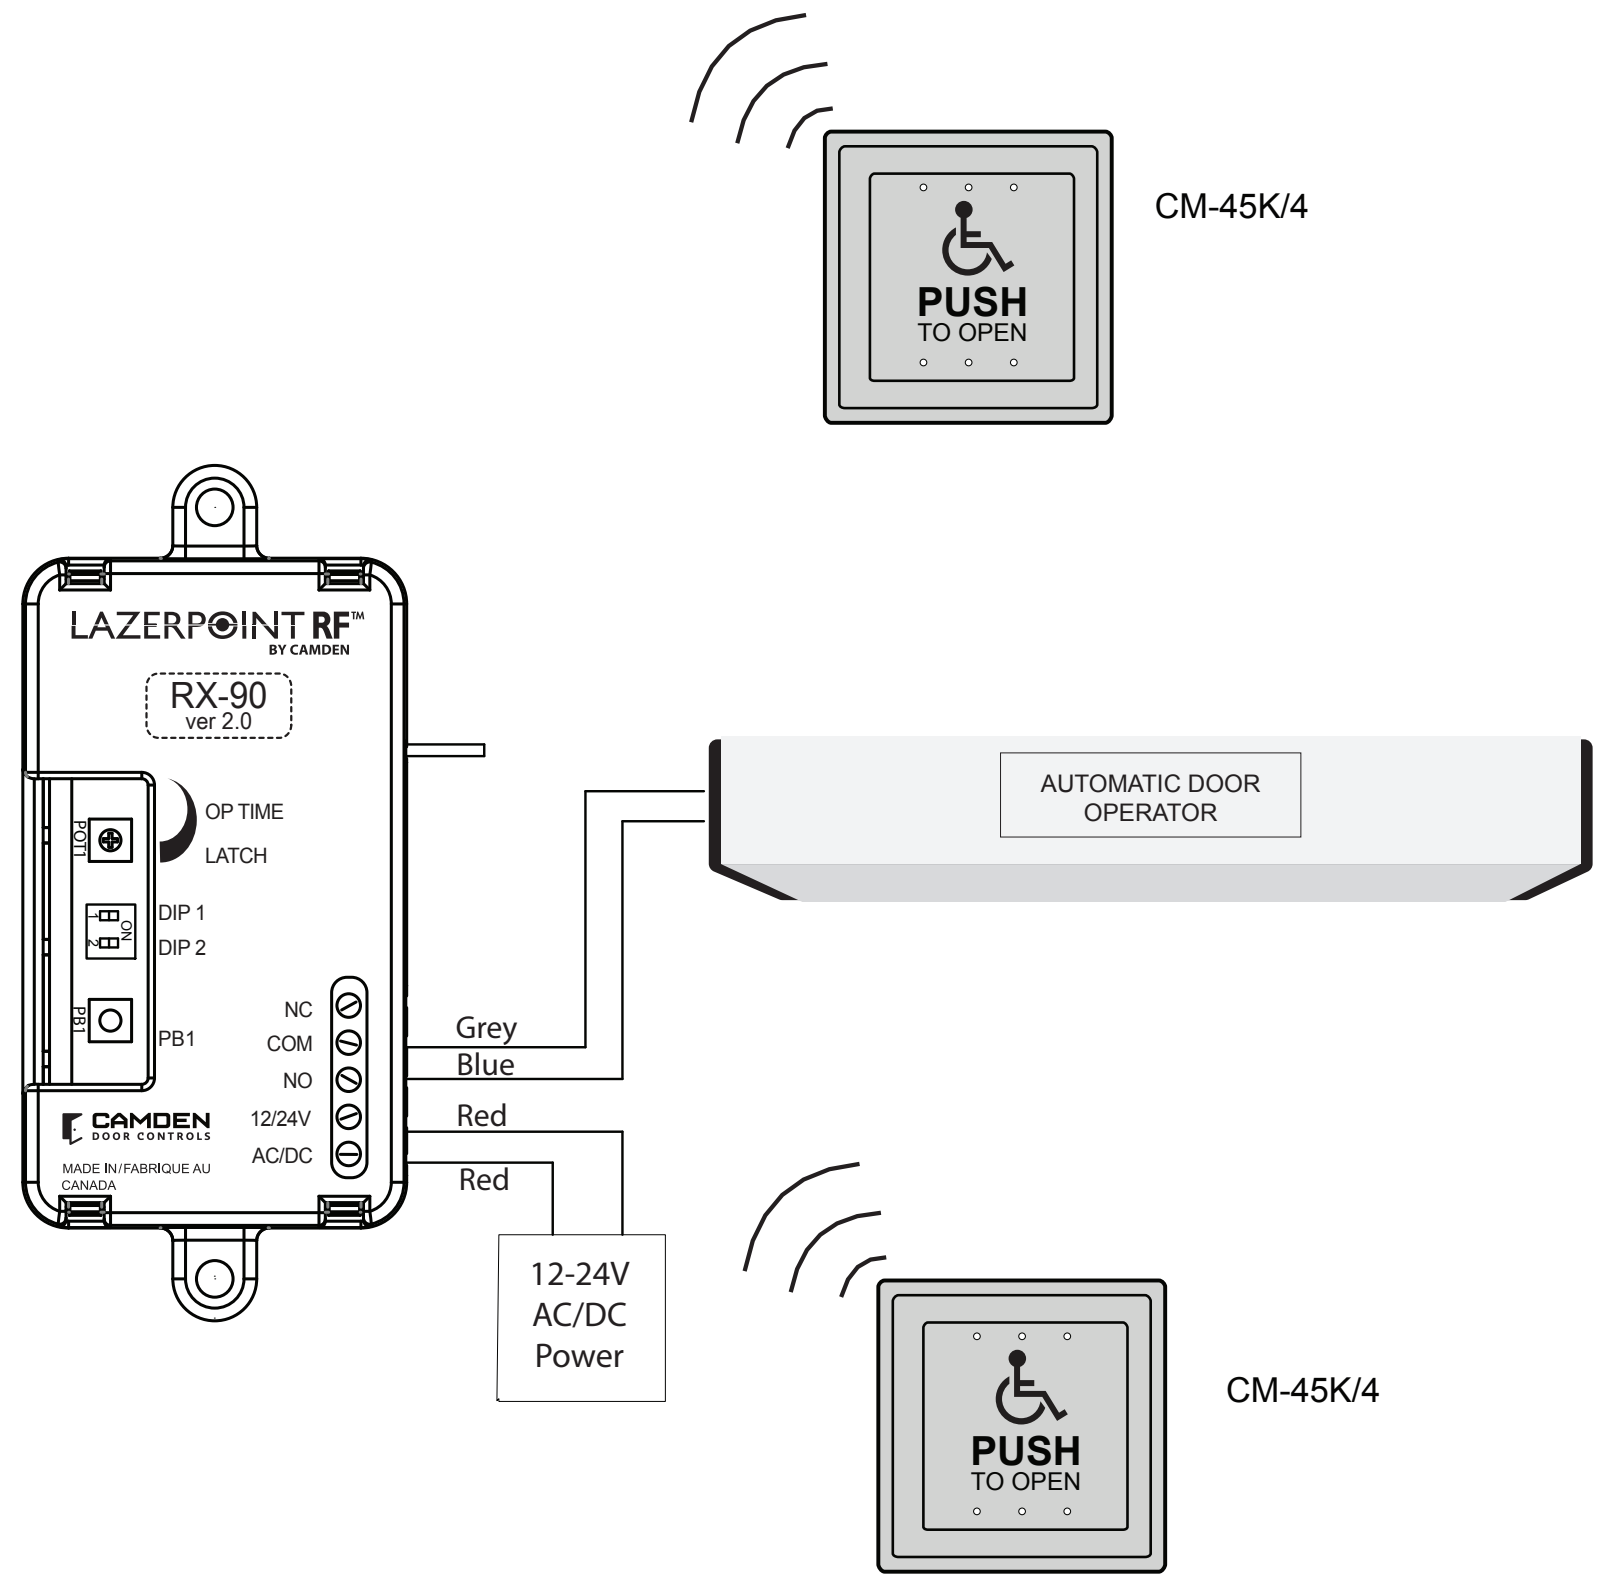 CM-45K/4
PUSH
TO OPEN
LAZERPOINT RF™
BY CAMDEN
RX-90
ver 2.0
OP TIME
POT1
LATCH
AUTOMATIC DOOR
OPERATOR
1
ON
DIP 1
2
DIP 2
PB1
PB1
NC
COM
NO
12/24V
AC/DC
Grey
Blue
Red
Red
CAMDEN
DOOR CONTROLS
MADE IN/FABRIQUE AU
CANADA
12-24V
AC/DC
Power
CM-45K/4
PUSH
TO OPEN